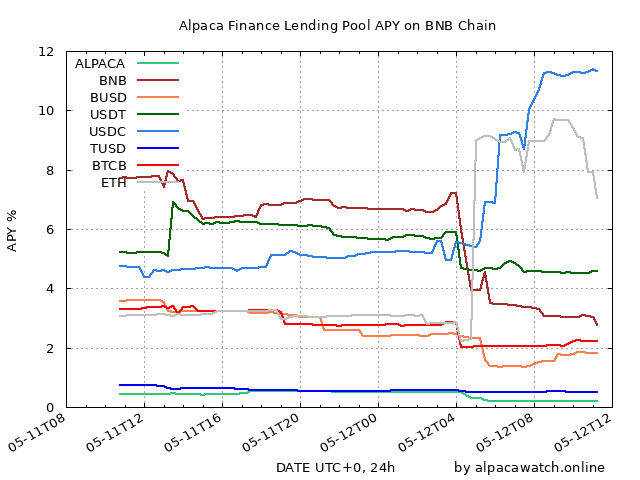 Alpaca Finance Lending Pool APY on BNB Chain
12
10
8
6
4
2
0
APY %
ALPACA
BNB
BUSD
USDT
USDC
TUSD
BTCB
ETH
05-11T08
05-11T12
05-11T16
05-11T20
05-12T00
05-12T04
05-12T08
05-12T12
DATE UTC+0, 24h
by alpacawatch.online